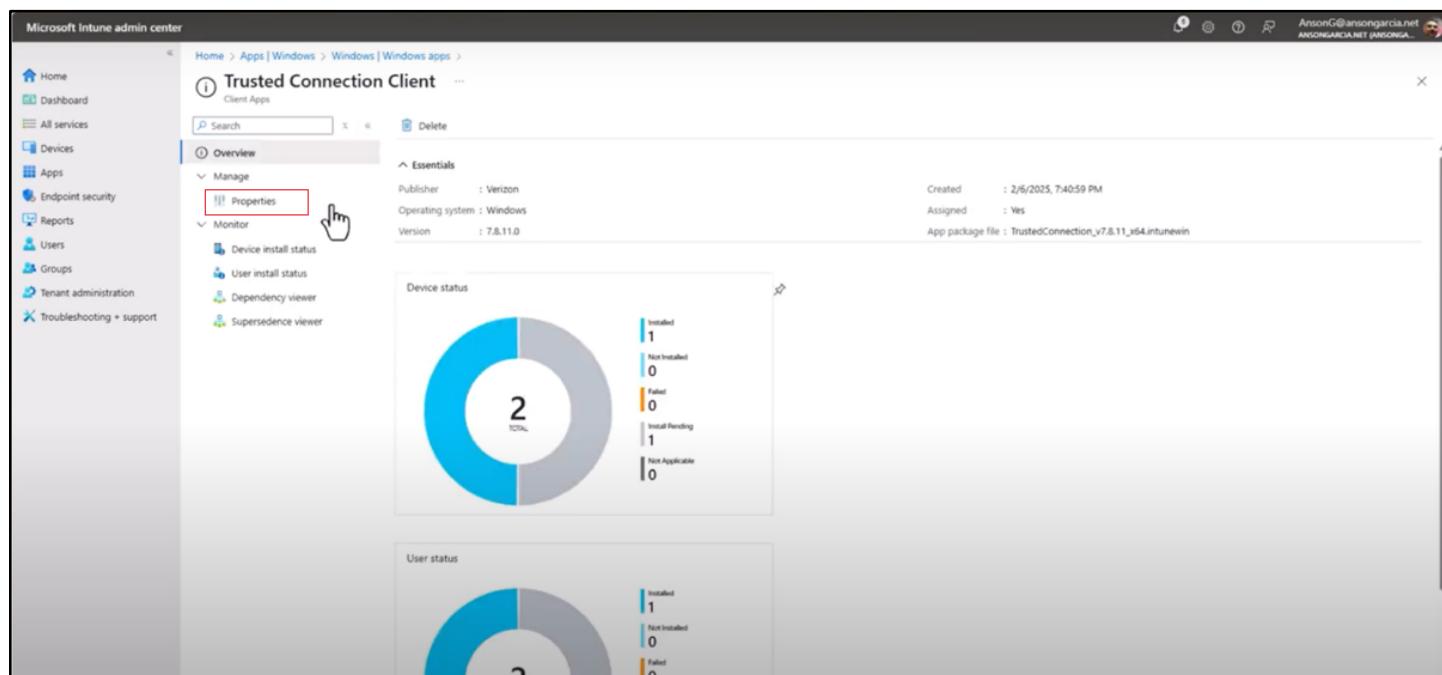 Microsoft Intune admin center
AnsonG@ansongarcia.net
ANSONGARCIA.NET (ANSONGA...
Home > Apps | Windows > Windows | Windows apps >
Trusted Connection Client ...
Client Apps
Home
Dashboard
All services
Devices
Apps
Endpoint security
Reports
Users
Groups
Tenant administration
Troubleshooting + support
Search
Overview
Manage
Properties
Monitor
Device install status
User install status
Dependency viewer
Supersedence viewer
Delete
Essentials
Publisher : Verizon
Operating system : Windows
Version : 7.8.11.0
Created : 2/6/2025, 7:40:59 PM
Assigned : Yes
App package file : TrustedConnection_v7.8.11_x64.intunewin
Device status
2
TOTAL
Installed
1
Not Installed
0
Failed
0
Install Pending
1
Not Applicable
0
User status
Installed
1
Not Installed
0
Failed